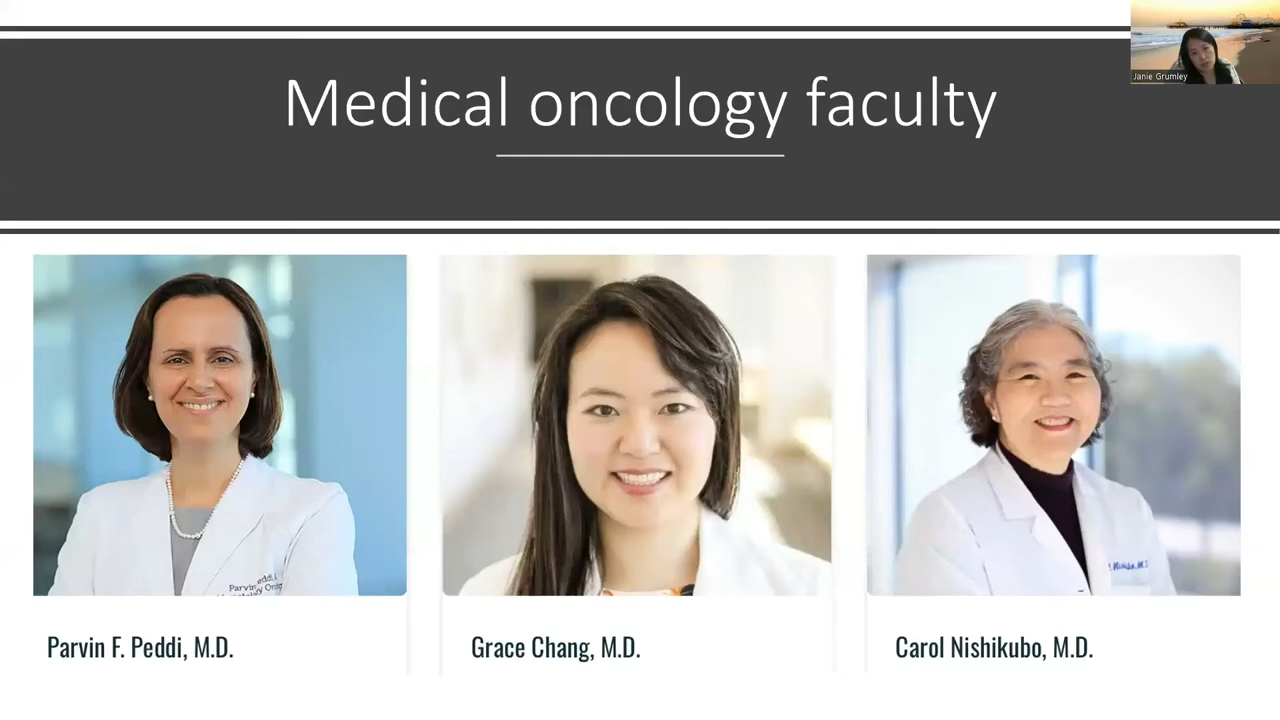 Medical oncology faculty
Janie Grumley
Parvin F. Peddi, M.D.
Grace Chang, M.D.
Carol Nishikubo, M.D.